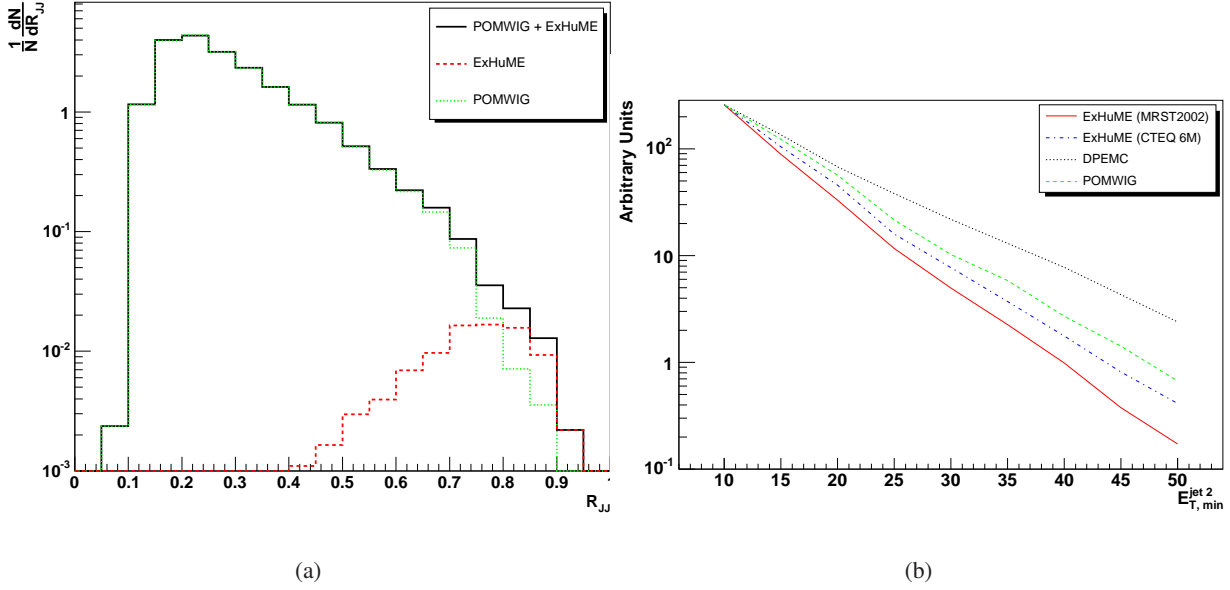 1/N dN/dR_JJ
1
10^-1
10^-2
10^-3
0 0.1 0.2 0.3 0.4 0.5 0.6 0.7 0.8 0.9 1
R_JJ
POMWIG + ExHuME
ExHuME
POMWIG
(a)
Arbitrary Units
10^2
10
1
10^-1
10 15 20 25 30 35 40 45 50
E_T, min^jet 2
ExHuME (MRST2002)
ExHuME (CTEQ 6M)
DPEMC
POMWIG
(b)